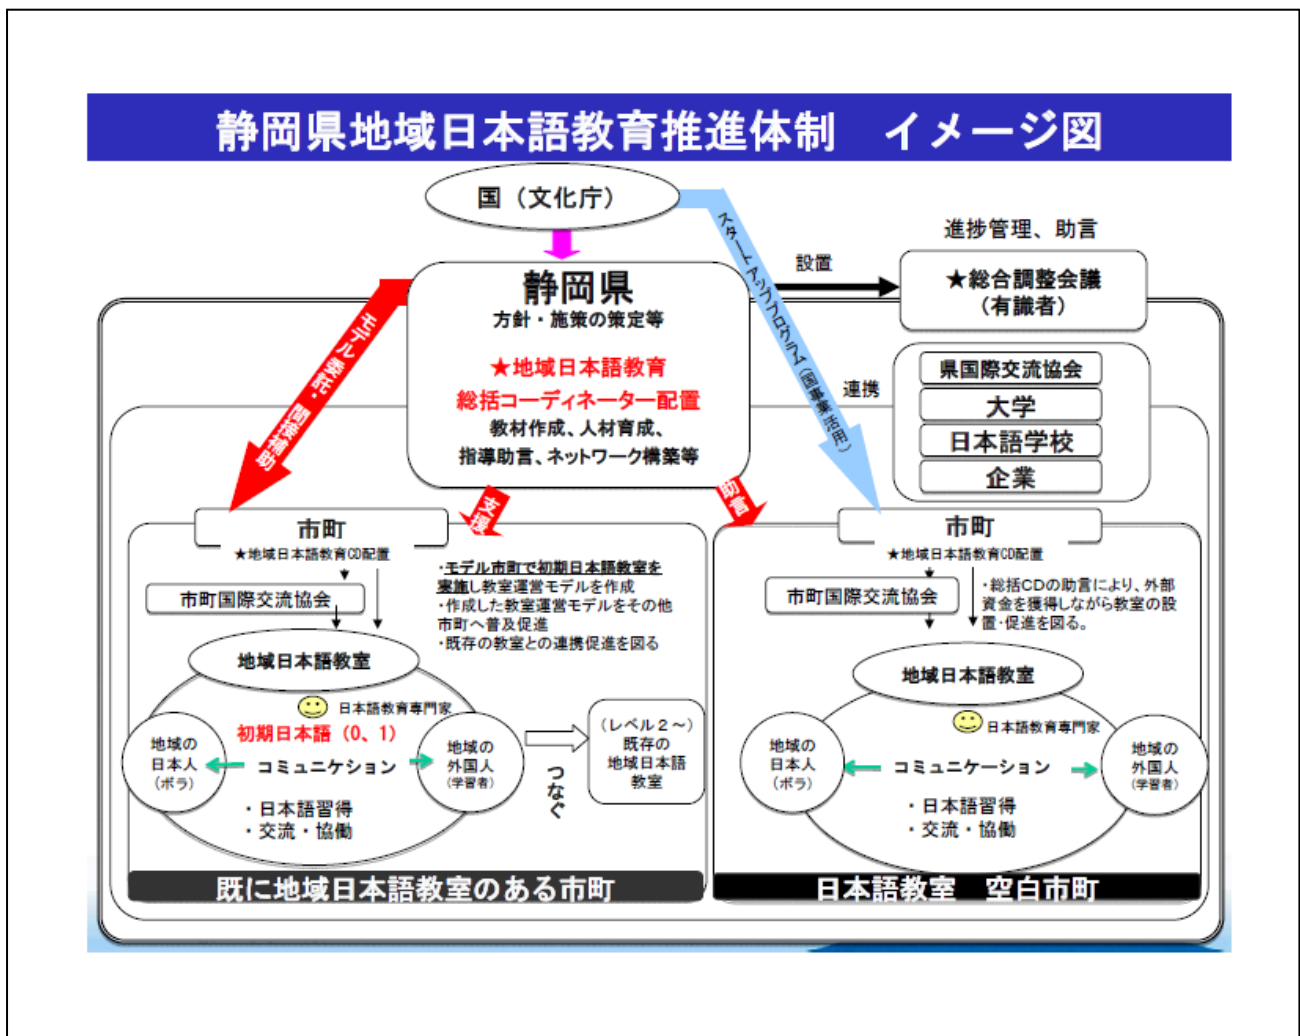 静岡県地域日本語教育推進体制　イメージ図
国（文化庁）
進捗管理、助言
設置
★総合調整会議
（有識者）
静岡県
方針・施策の策定等
★地域日本語教育
総括コーディネーター配置
教材作成、人材育成、
指導助言、ネットワーク構築等
モデル委託・間接補助
スタートアッププログラム（国事業活用）
連携
県国際交流協会
大学
日本語学校
企業
支援
助言
市町
★地域日本語教育CD配置
市町国際交流協会
・モデル市町で初期日本語教室を
実施し教室運営モデルを作成
・作成した教室運営モデルをその他
市町へ普及促進
・既存の教室との連携促進を図る
地域日本語教室
日本語教育専門家
初期日本語（0、1）
地域の
日本人
（ボラ）
コミュニケション
地域の
外国人
（学習者）
・日本語習得
・交流・協働
つなぐ
（レベル２～）
既存の
地域日本語
教室
既に地域日本語教室のある市町
市町
★地域日本語教育CD配置
市町国際交流協会
・総括CDの助言により、外部
資金を獲得しながら教室の設
置・促進を図る。
地域日本語教室
日本語教育専門家
地域の
日本人
（ボラ）
コミュニケーション
地域の
外国人
（学習者）
・日本語習得
・交流・協働
日本語教室　空白市町